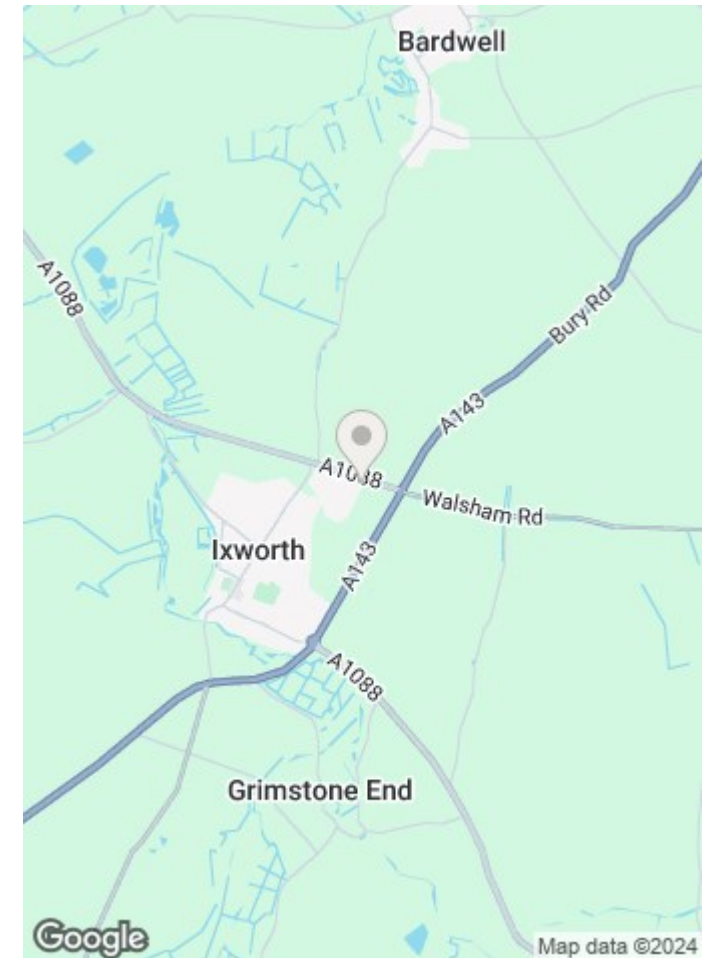 Bardwell
A1088
Bury Rd
A143
A1088
Walsham Rd
Ixworth
A143
A1088
Grimstone End
Google
Map data ©2024